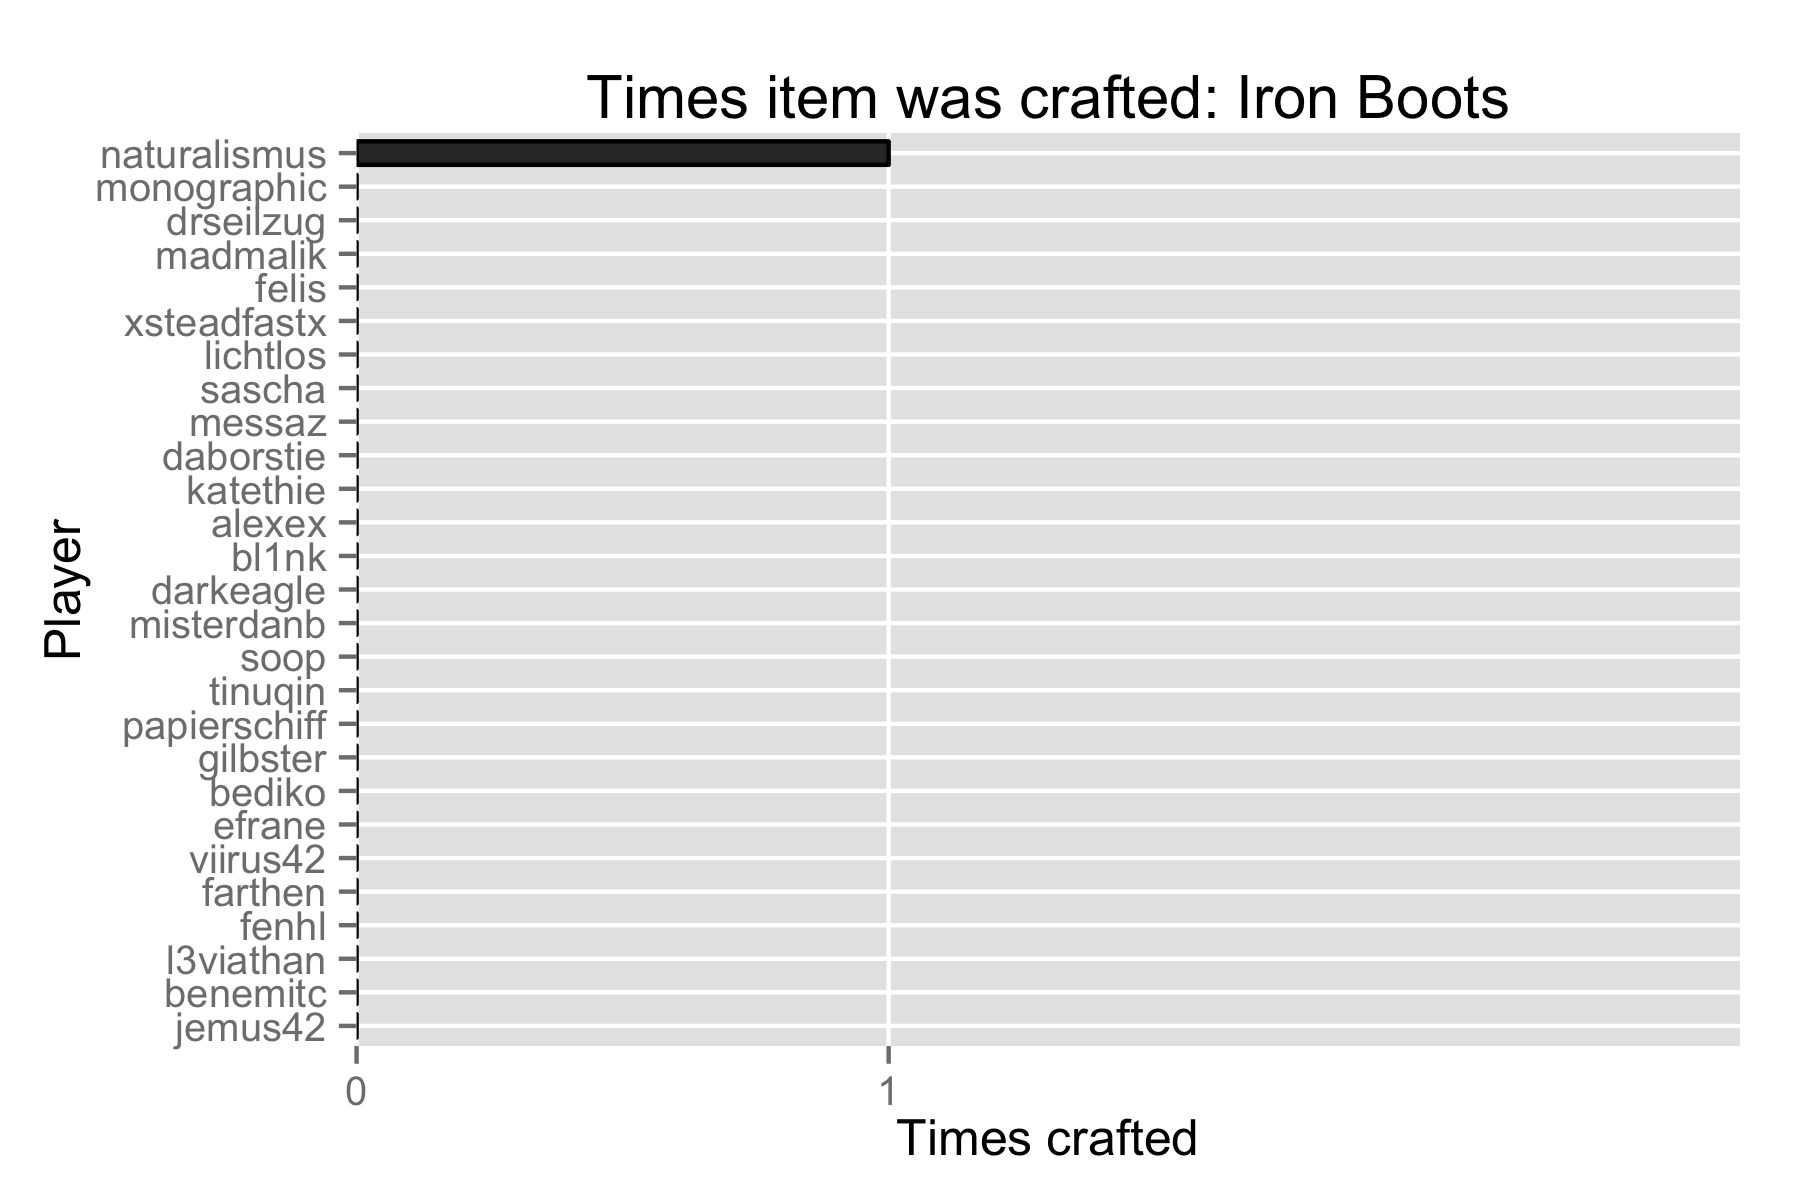 Times item was crafted: Iron Boots
naturalismus
monographic
drseilzug
madmalik
felis
xsteadfastx
lichtlos
sascha
messaz
daborstie
katethie
alexex
bl1nk
darkeagle
misterdanb
soop
tinuqin
papierschiff
gilbster
bediko
efrane
viirus42
farthen
fenhl
l3viathan
benemitc
jemus42
Player
0 1
Times crafted